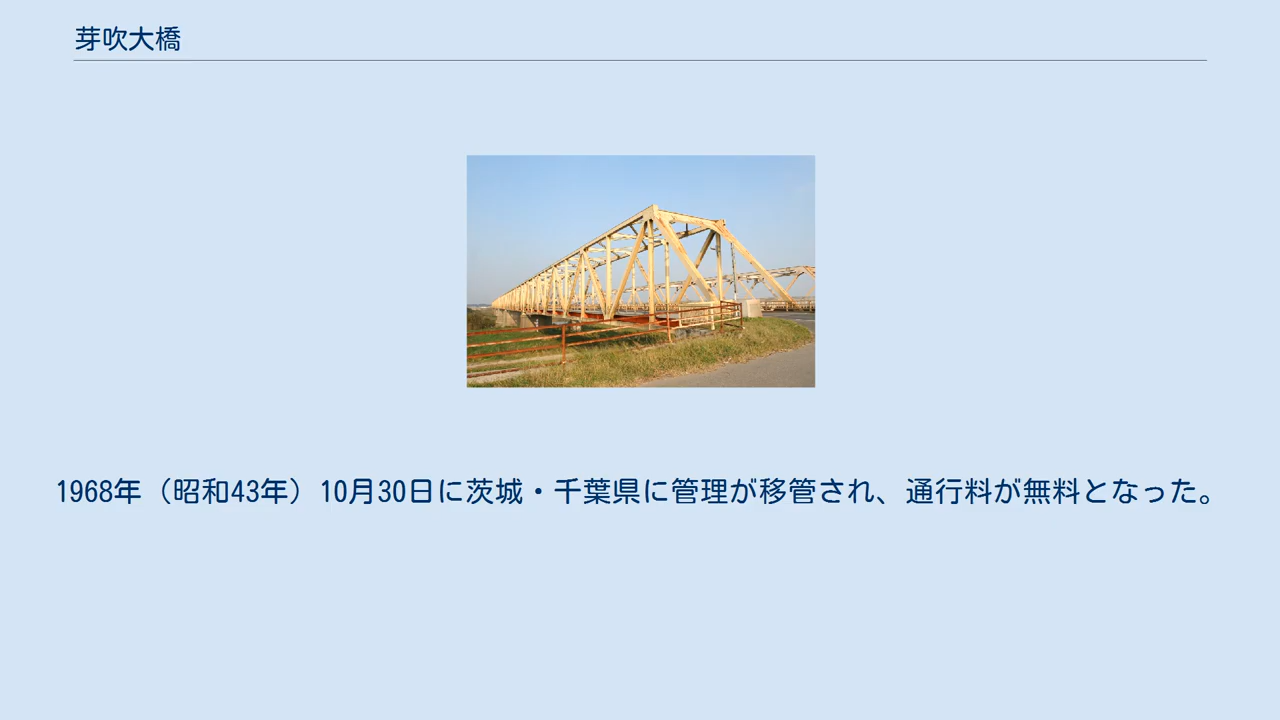 芽吹大橋
1968年（昭和43年）10月30日に茨城・千葉県に管理が移管され、通行料が無料となった。